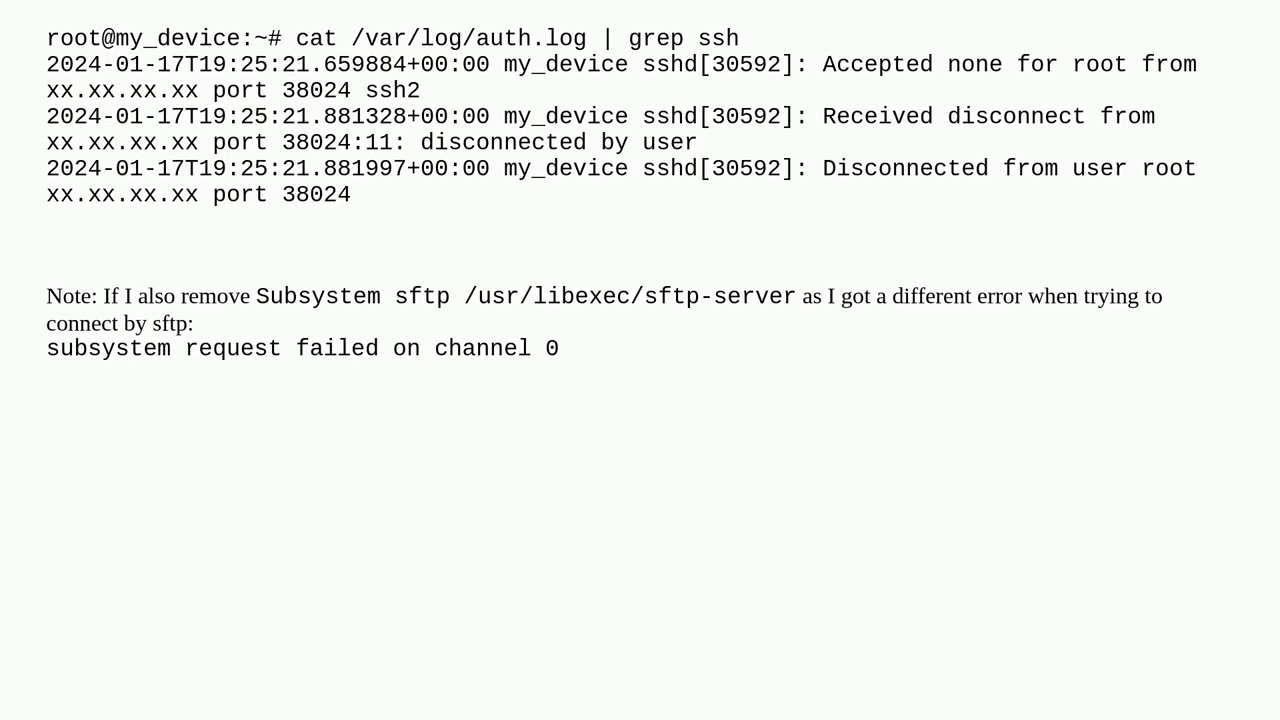 root@my_device:~# cat /var/log/auth.log | grep ssh
2024-01-17T19:25:21.659884+00:00 my_device sshd[30592]: Accepted none for root from
xx.xx.xx.xx port 38024 ssh2
2024-01-17T19:25:21.881328+00:00 my_device sshd[30592]: Received disconnect from
xx.xx.xx.xx port 38024:11: disconnected by user
2024-01-17T19:25:21.881997+00:00 my_device sshd[30592]: Disconnected from user root
xx.xx.xx.xx port 38024
Note: If I also remove Subsystem sftp /usr/libexec/sftp-server as I got a different error when trying to
connect by sftp:
subsystem request failed on channel 0